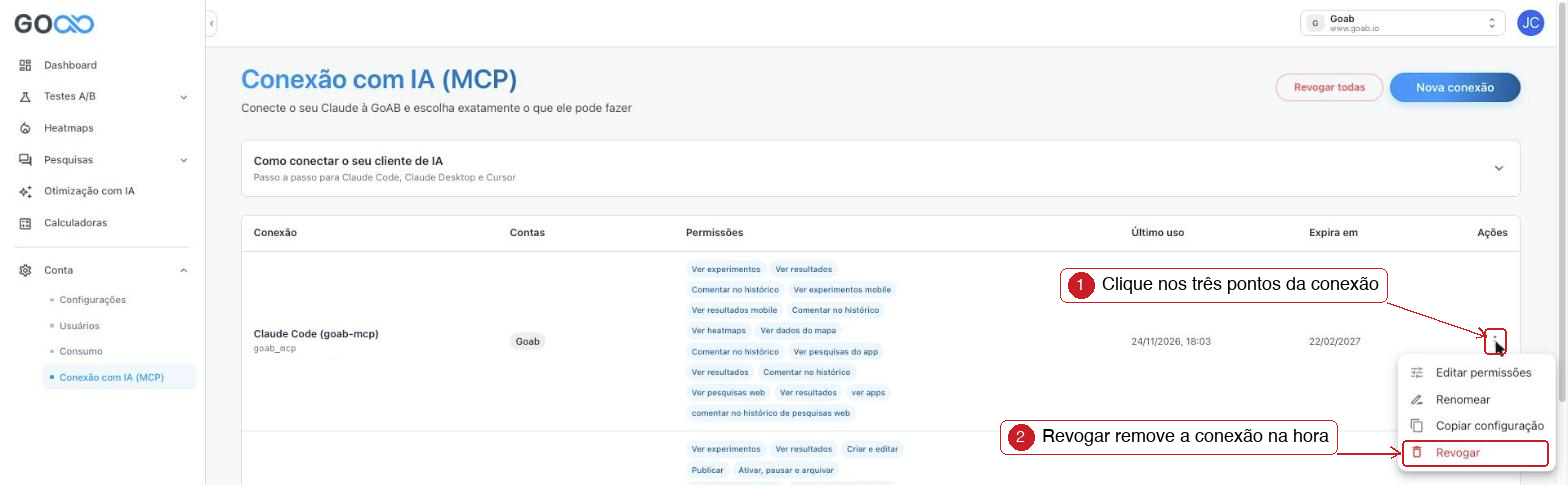 GO
G
Goab
www.goab.io
JC
Dashboard
Testes A/B
Heatmaps
Pesquisas
Otimização com IA
Calculadoras
Conta
Configurações
Usuários
Consumo
Conexão com IA (MCP)
Conexão com IA (MCP)
Conecte o seu Claude à GoAB e escolha exatamente o que ele pode fazer
Revogar todas
Nova conexão
Como conectar o seu cliente de IA
Passo a passo para Claude Code, Claude Desktop e Cursor
Conexão Contas Permissões Último uso Expira em Ações
Claude Code (goab-mcp)
goab_mcp
Goab
Ver experimentos Ver resultados
Comentar no histórico Ver experimentos mobile
Ver resultados mobile Comentar no histórico
Ver heatmaps Ver dados do mapa
Comentar no histórico Ver pesquisas do app
Ver resultados Comentar no histórico
Ver pesquisas web Ver resultados ver apps
comentar no histórico de pesquisas web
24/11/2026, 18:03
22/02/2027
1 Clique nos três pontos da conexão
Editar permissões
Renomear
Copiar configuração
Revogar
2 Revogar remove a conexão na hora
Ver experimentos Ver resultados Criar e editar
Publicar Ativar, pausar e arquivar